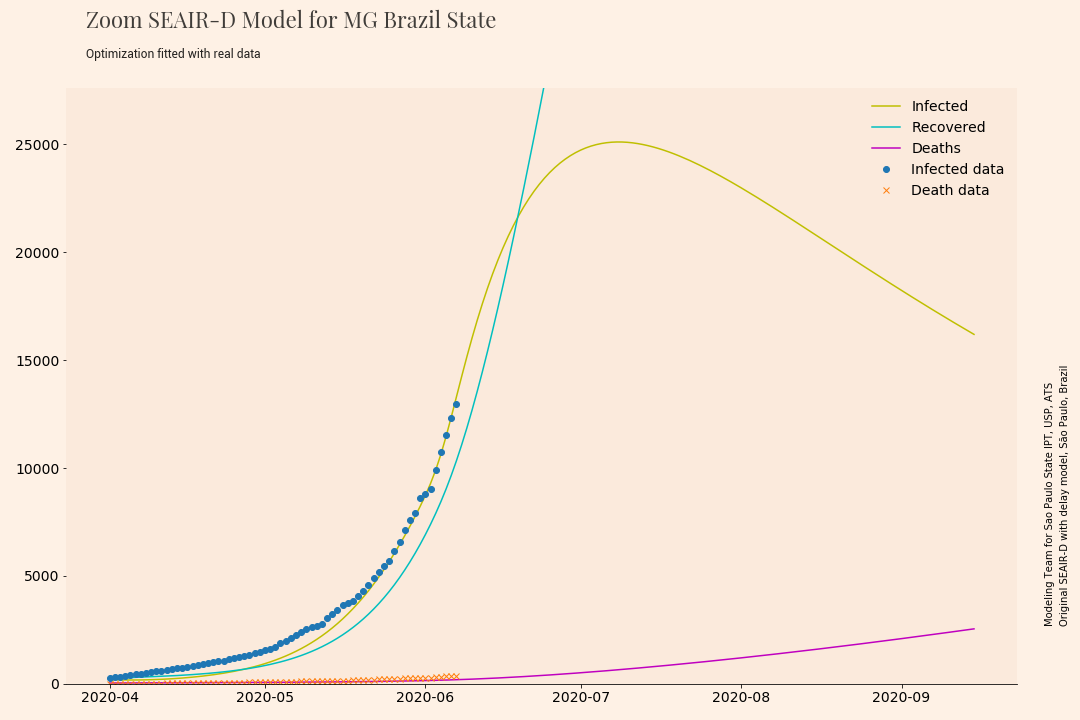 Zoom SEAIR-D Model for MG Brazil State
Optimization fitted with real data
Infected
Recovered
Deaths
Infected data
Death data
25000
20000
15000
10000
5000
0
2020-04
2020-05
2020-06
2020-07
2020-08
2020-09
Modeling Team for Sao Paulo State IPT, USP, ATS
Original SEAIR-D with delay model, São Paulo, Brazil